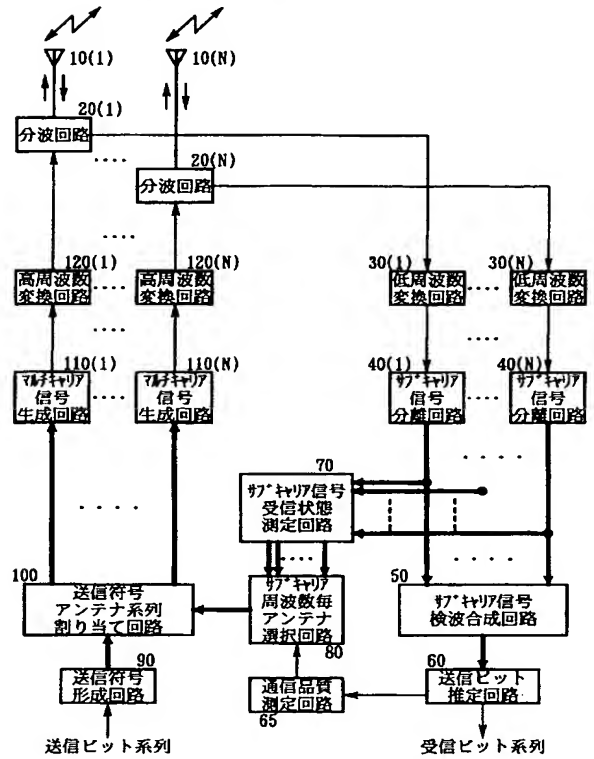 10(1)
10(N)
20(1)
分波回路
20(N)
分波回路
120(1)
高周波数
変換回路
120(N)
高周波数
変換回路
30(1)
低周波数
変換回路
30(N)
低周波数
変換回路
110(1)
マルチキャリア
信号
生成回路
110(N)
マルチキャリア
信号
生成回路
40(1)
サブキャリア
信号
分離回路
40(N)
サブキャリア
信号
分離回路
70
サブキャリア信号
受信状態
測定回路
100
送信符号
アンテナ系列
割り当て回路
サブキャリア
周波数毎
アンテナ
選択回路
80
50
サブキャリア信号
検波合成回路
90
送信符号
形成回路
通信品質
測定回路
65
60
送信ビット
推定回路
送信ビット系列
受信ビット系列